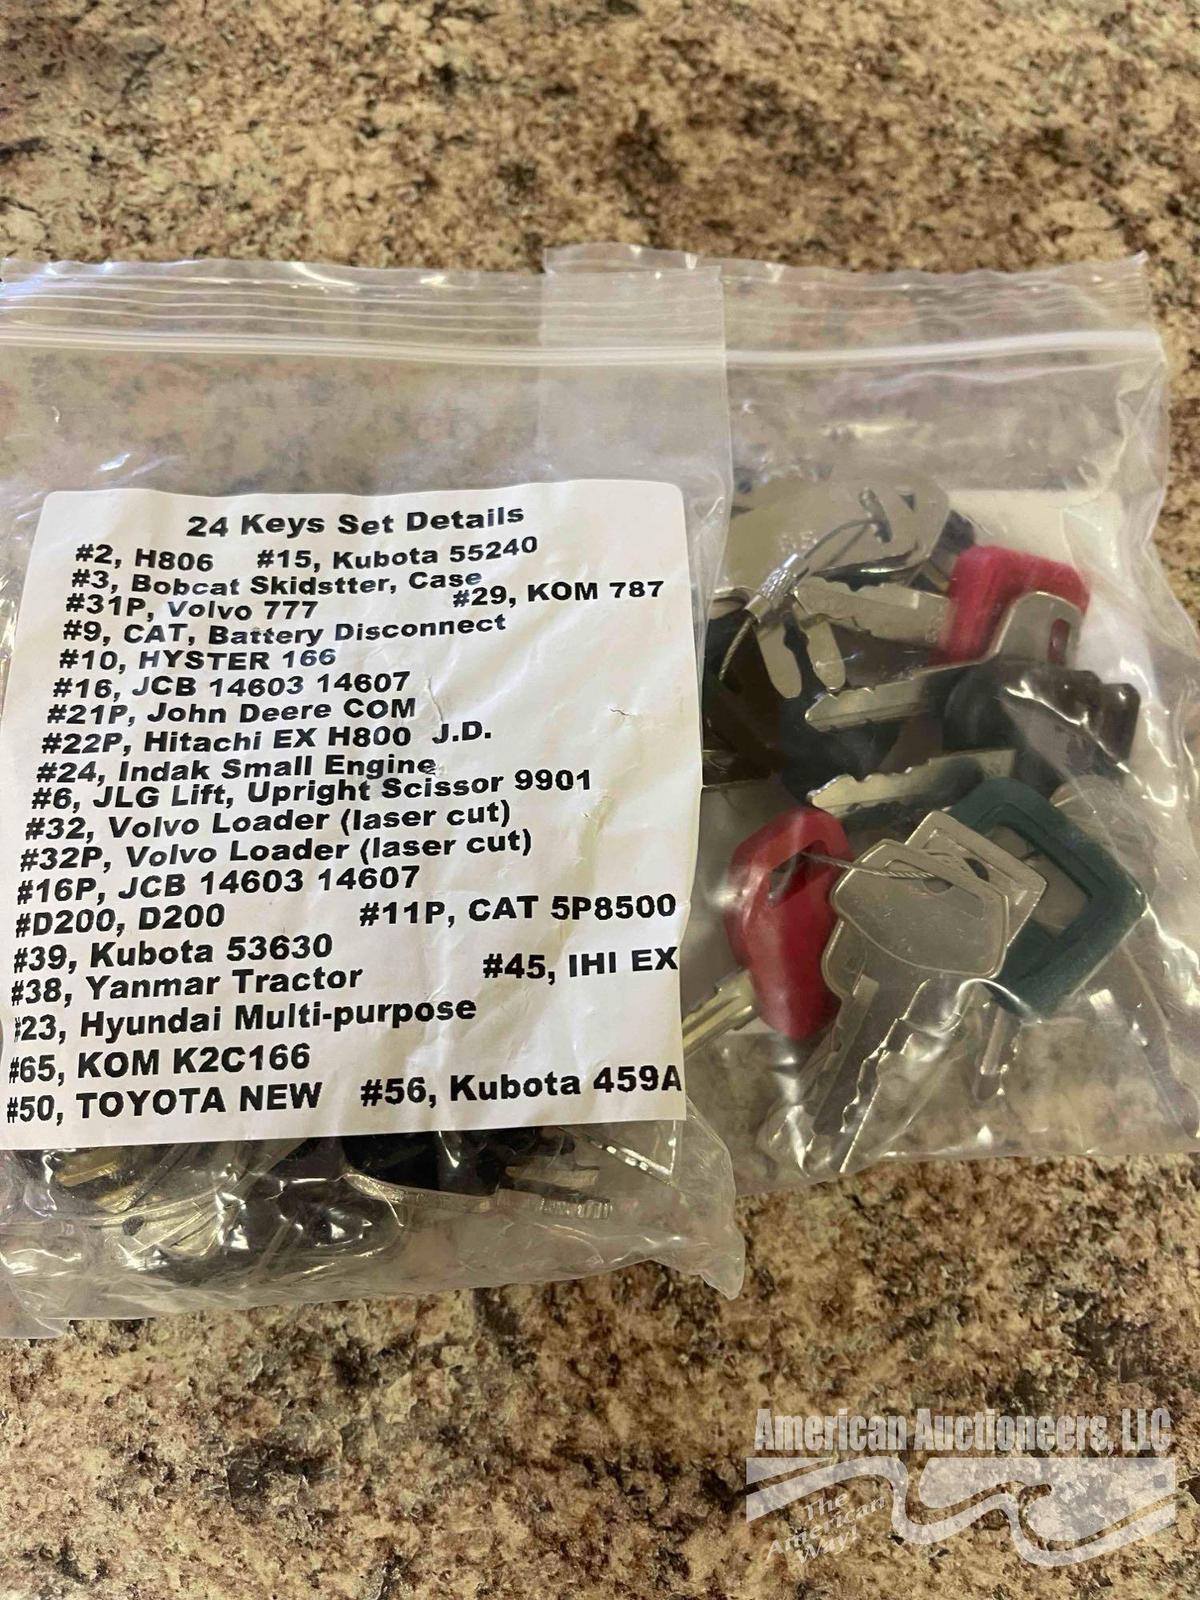 24 Keys Set Details
#2, H806 #15, Kubota 55240
#3, Bobcat Skidstter, Case
#31P, Volvo 777 #29, KOM 787
#9, CAT, Battery Disconnect
#10, HYSTER 166
#16, JCB 14603 14607
#21P, John Deere COM
#22P, Hitachi EX H800 J.D.
#24, Indak Small Engine
#6, JLG Lift, Upright Scissor 9901
#32, Volvo Loader (laser cut)
#32P, Volvo Loader (laser cut)
#16P, JCB 14603 14607
#D200, D200 #11P, CAT 5P8500
#39, Kubota 53630
#38, Yanmar Tractor #45, IHI EX
#23, Hyundai Multi-purpose
#65, KOM K2C166
#50, TOYOTA NEW #56, Kubota 459A
American Auctioneers, LLC
The
American
Way!